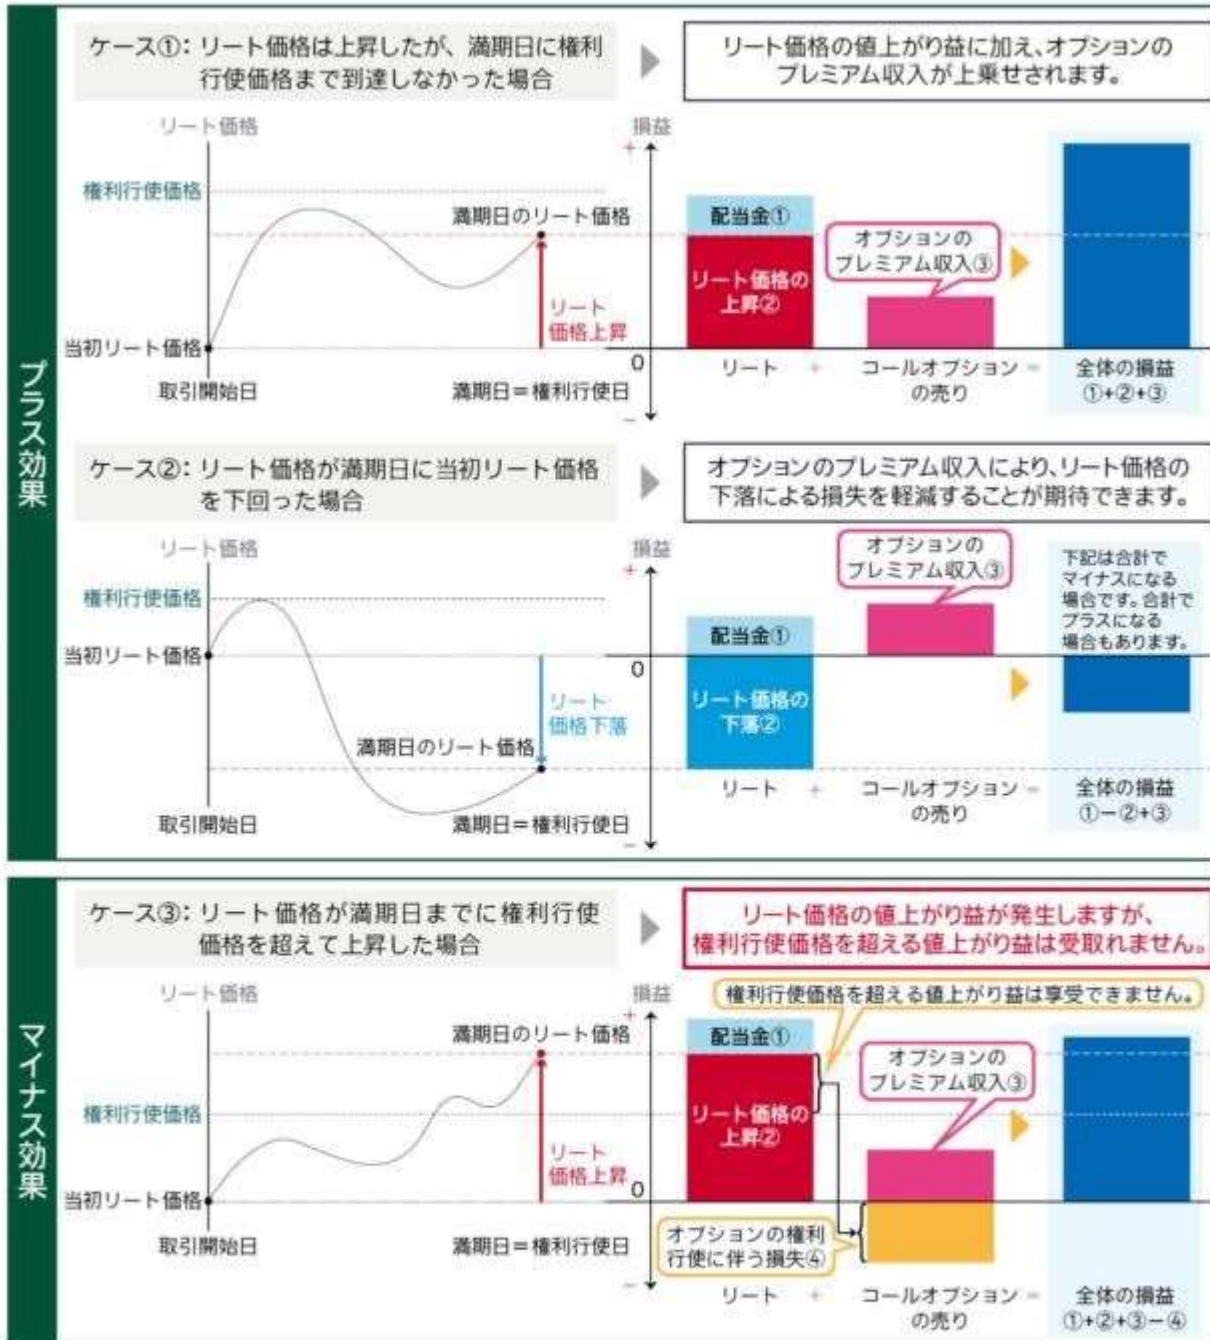 プラス効果
ケース①：リート価格は上昇したが、満期日に権利
行使価格まで到達しなかった場合
リート価格の値上がり益に加え、オプションの
プレミアム収入が上乗せされます。
リート価格
権利行使価格
満期日のリート価格
リート
価格上昇
当初リート価格
取引開始日
満期日＝権利行使日
損益
+
0
−
配当金①
リート価格の
上昇②
オプションの
プレミアム収入③
リート
+
コールオプション
の売り
=
全体の損益
①+②+③
ケース②：リート価格が満期日に当初リート価格
を下回った場合
オプションのプレミアム収入により、リート価格の
下落による損失を軽減することが期待できます。
リート価格
権利行使価格
当初リート価格
リート
価格下落
満期日のリート価格
取引開始日
満期日＝権利行使日
損益
+
0
−
配当金①
リート価格の
下落②
オプションの
プレミアム収入③
下記は合計で
マイナスになる
場合です。合計で
プラスになる
場合もあります。
リート
+
コールオプション
の売り
=
全体の損益
①−②+③
マイナス効果
ケース③：リート価格が満期日までに権利行使
価格を超えて上昇した場合
リート価格の値上がり益が発生しますが、
権利行使価格を超える値上がり益は受取れません。
リート価格
満期日のリート価格
権利行使価格
リート
価格上昇
当初リート価格
取引開始日
満期日＝権利行使日
損益
+
0
−
権利行使価格を超える値上がり益は享受できません。
配当金①
リート価格の
上昇②
オプションの
プレミアム収入③
オプションの権利
行使に伴う損失④
リート
+
コールオプション
の売り
=
全体の損益
①+②+③−④